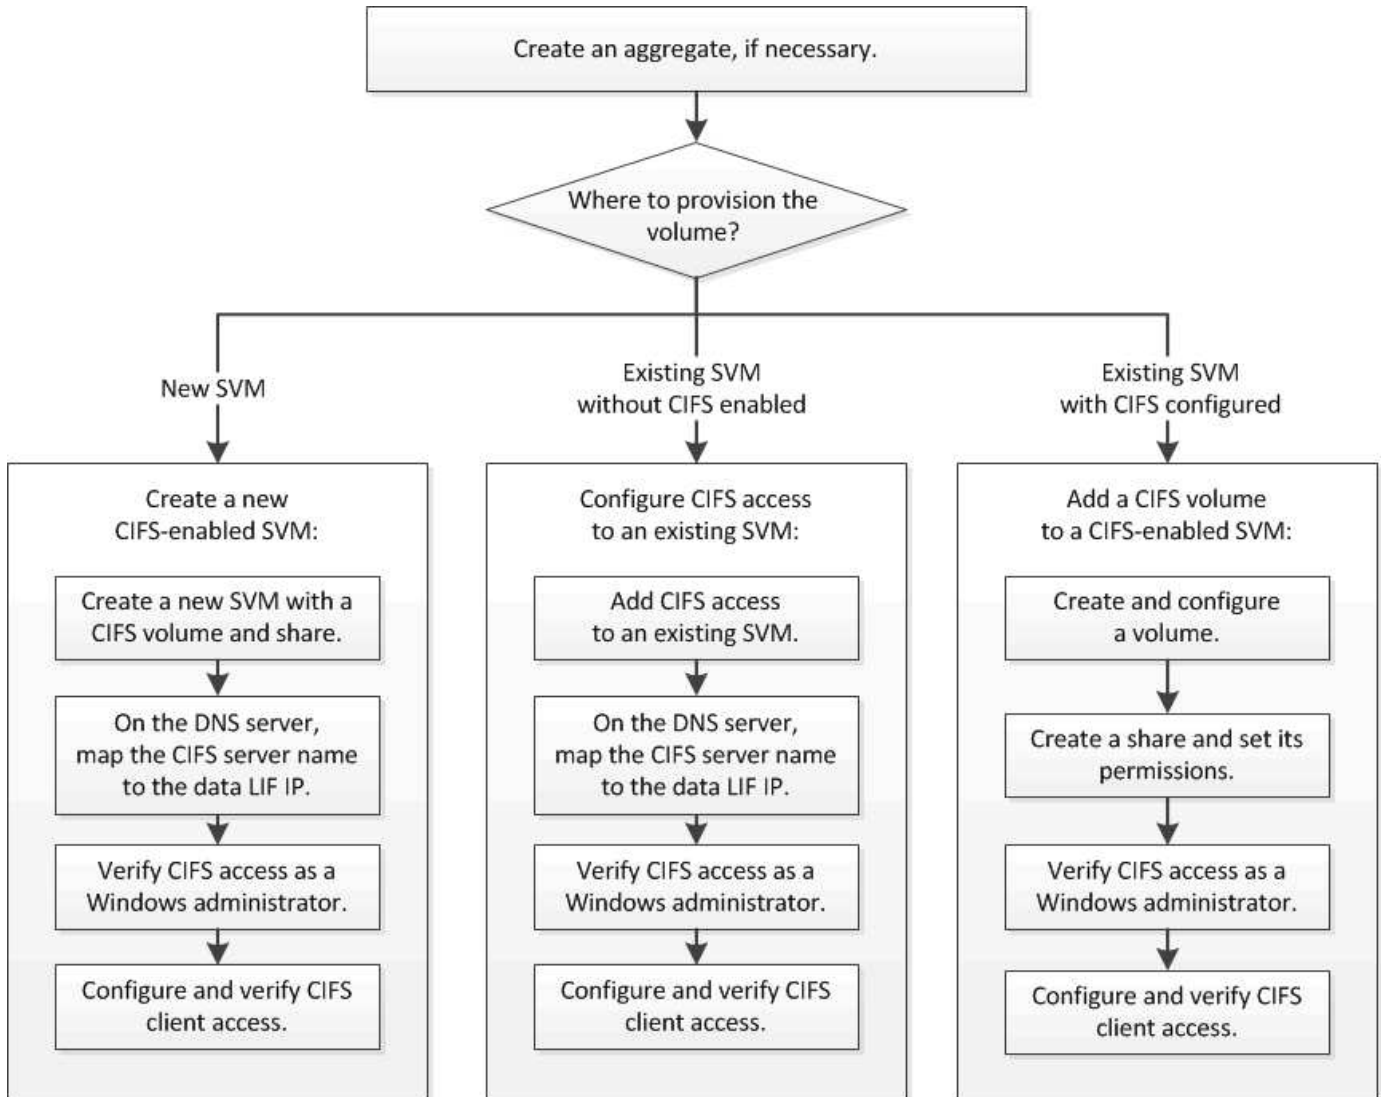 Create an aggregate, if necessary.
Where to provision the
volume?
New SVM
Existing SVM
without CIFS enabled
Existing SVM
with CIFS configured
Create a new
CIFS-enabled SVM:
Create a new SVM with a
CIFS volume and share.
On the DNS server,
map the CIFS server name
to the data LIF IP.
Verify CIFS access as a
Windows administrator.
Configure and verify CIFS
client access.
Configure CIFS access
to an existing SVM:
Add CIFS access
to an existing SVM.
On the DNS server,
map the CIFS server name
to the data LIF IP.
Verify CIFS access as a
Windows administrator.
Configure and verify CIFS
client access.
Add a CIFS volume
to a CIFS-enabled SVM:
Create and configure
a volume.
Create a share and set its
permissions.
Verify CIFS access as a
Windows administrator.
Configure and verify CIFS
client access.